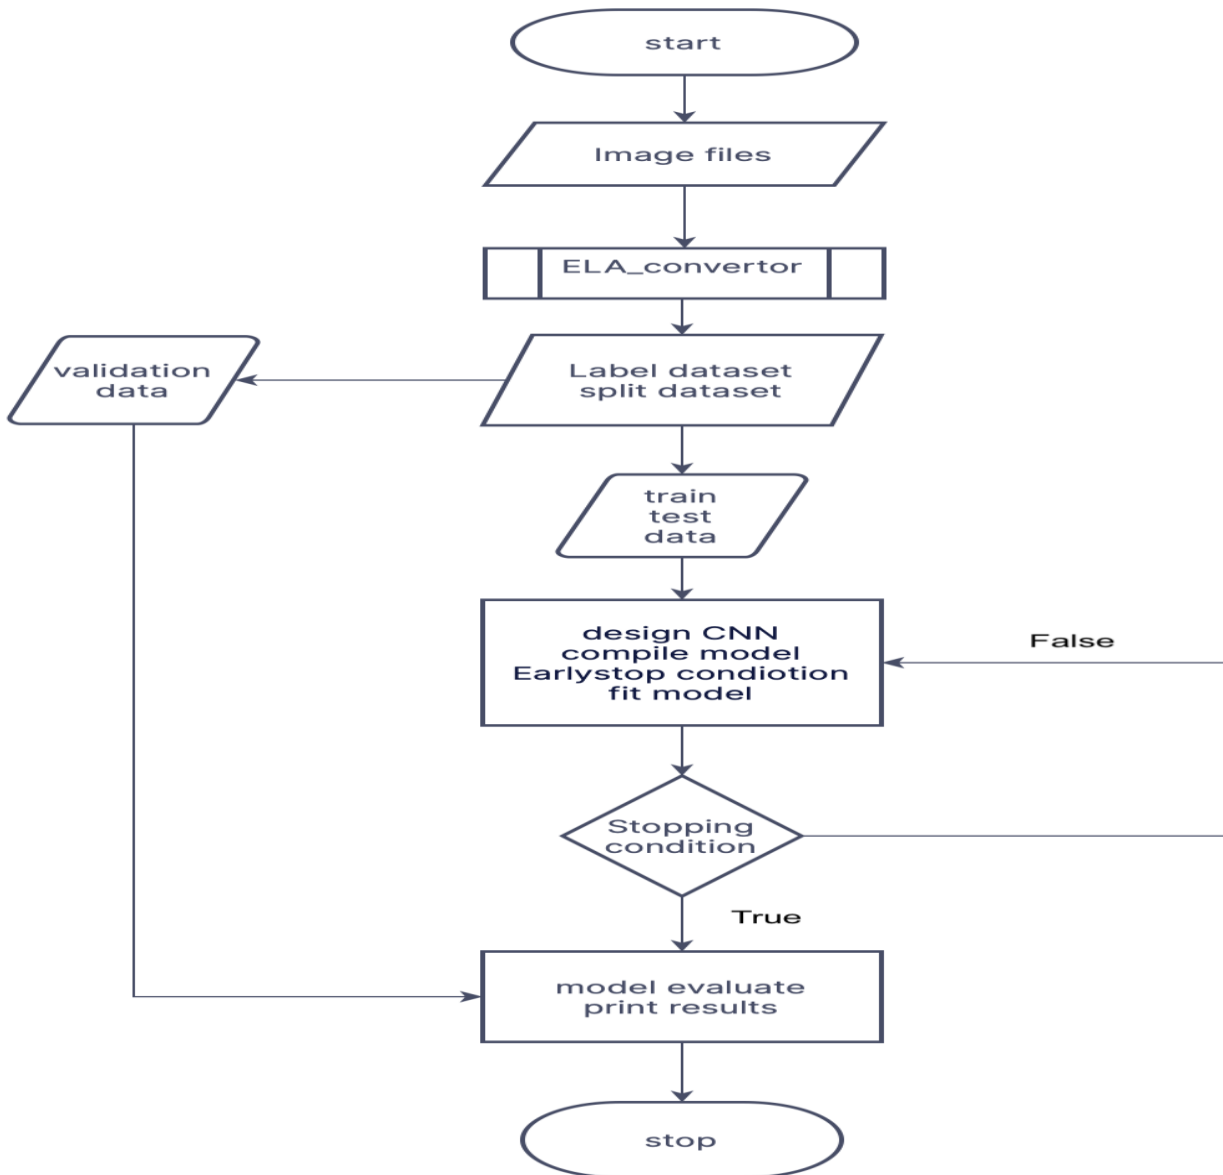 start
Image files
ELA_convertor
Label dataset
split dataset
validation
data
train
test
data
design CNN
compile model
Earlystop condiotion
fit model
False
Stopping
condition
True
model evaluate
print results
stop